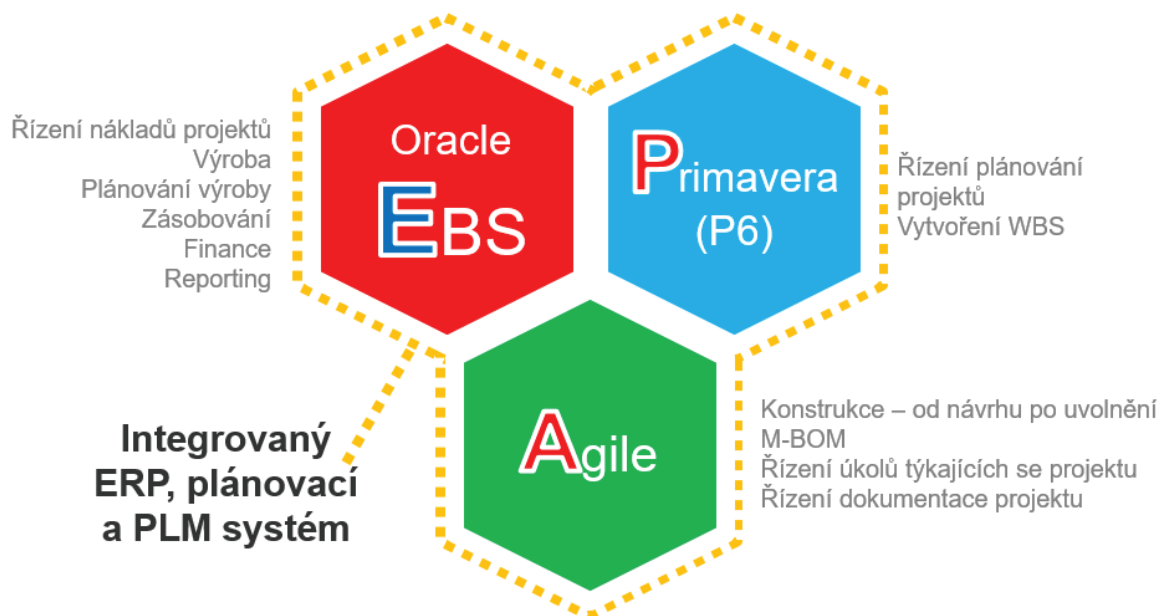 Řízení nákladů projektů
Výroba
Plánování výroby
Zásobování
Finance
Reporting
Oracle
EBS
Primavera
(P6)
Řízení plánování
projektů
Vytvoření WBS
Agile
Konstrukce – od návrhu po uvolnění
M-BOM
Řízení úkolů týkajících se projektu
Řízení dokumentace projektu
Integrovaný
ERP, plánovací
a PLM systém